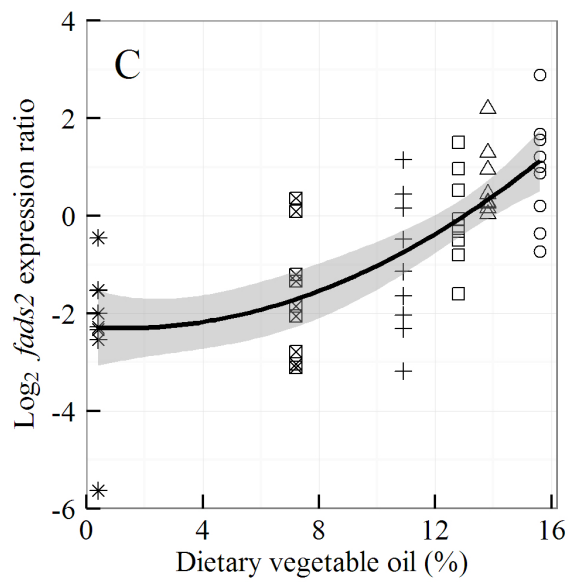 C
4
2
0
-2
-4
-6
Log₂ fads2 expression ratio
0 4 8 12 16
Dietary vegetable oil (%)